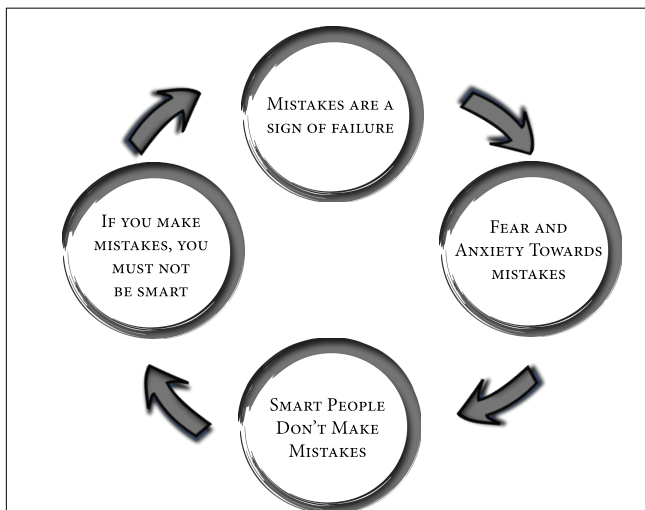 Mistakes are a
sign of failure
Fear and
Anxiety Towards
mistakes
Smart People
Don't Make
Mistakes
If you make
mistakes, you
must not
be smart